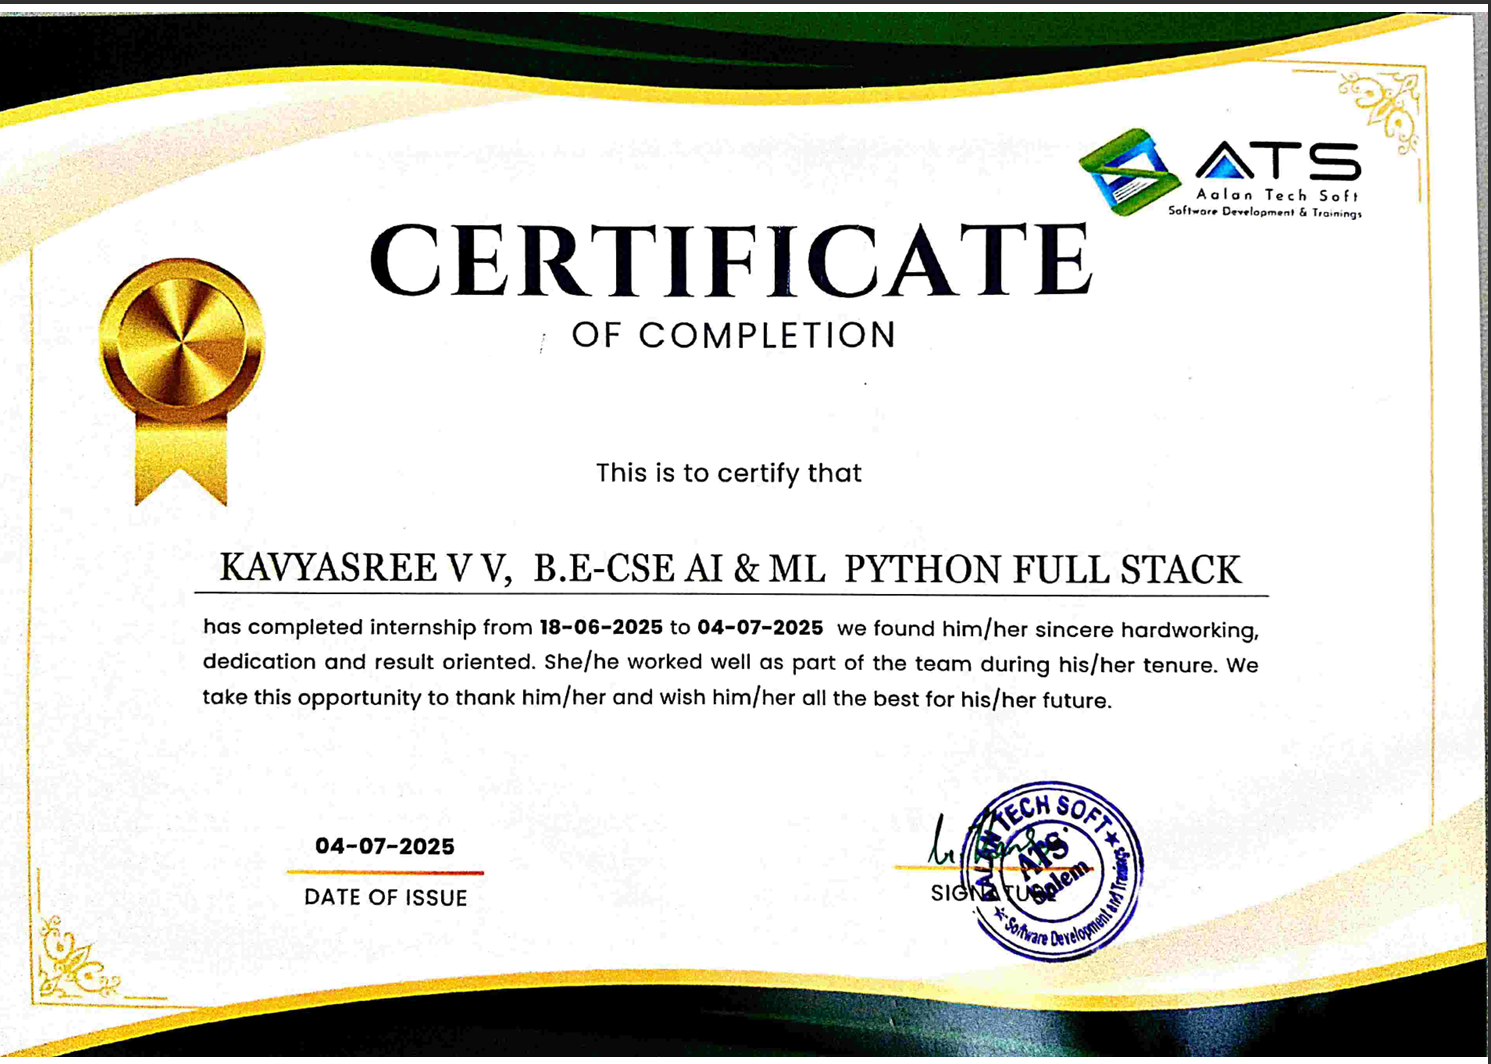 ATS
Aalan Tech Soft
Software Development & Trainings
CERTIFICATE
OF COMPLETION
This is to certify that
KAVYASREE V V, B.E-CSE AI & ML PYTHON FULL STACK
has completed internship from 18-06-2025 to 04-07-2025 we found him/her sincere hardworking,
dedication and result oriented. She/he worked well as part of the team during his/her tenure. We
take this opportunity to thank him/her and wish him/her all the best for his/her future.
04-07-2025
DATE OF ISSUE
SIGNATURE
AALAN TECH SOFT
ATS
Salem
Software Development and Trainings